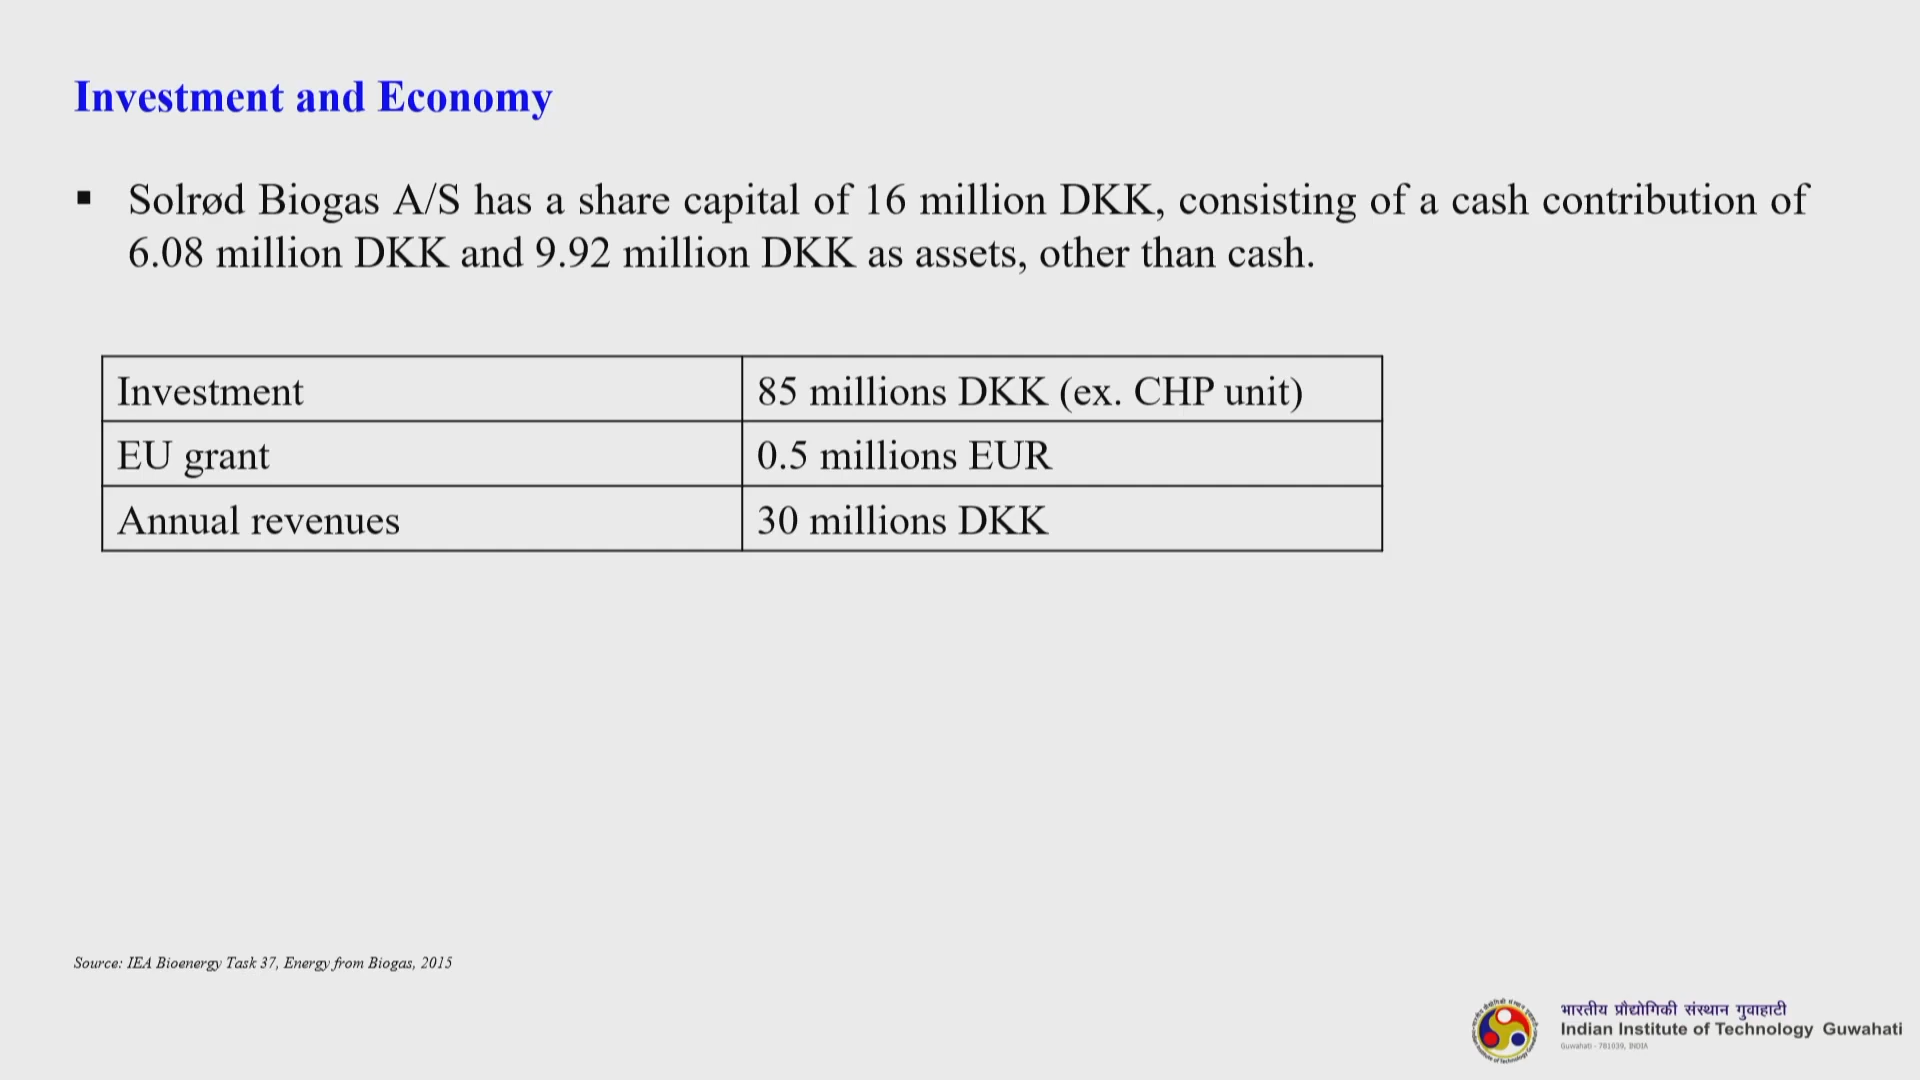 Investment and Economy
▪ Solrød Biogas A/S has a share capital of 16 million DKK, consisting of a cash contribution of
6.08 million DKK and 9.92 million DKK as assets, other than cash.
Investment 85 millions DKK (ex. CHP unit)
EU grant 0.5 millions EUR
Annual revenues 30 millions DKK
Source: IEA Bioenergy Task 37, Energy from Biogas, 2015
भारतीय प्रौद्योगिकी संस्थान गुवाहाटी
Indian Institute of Technology Guwahati
Guwahati - 781039, INDIA